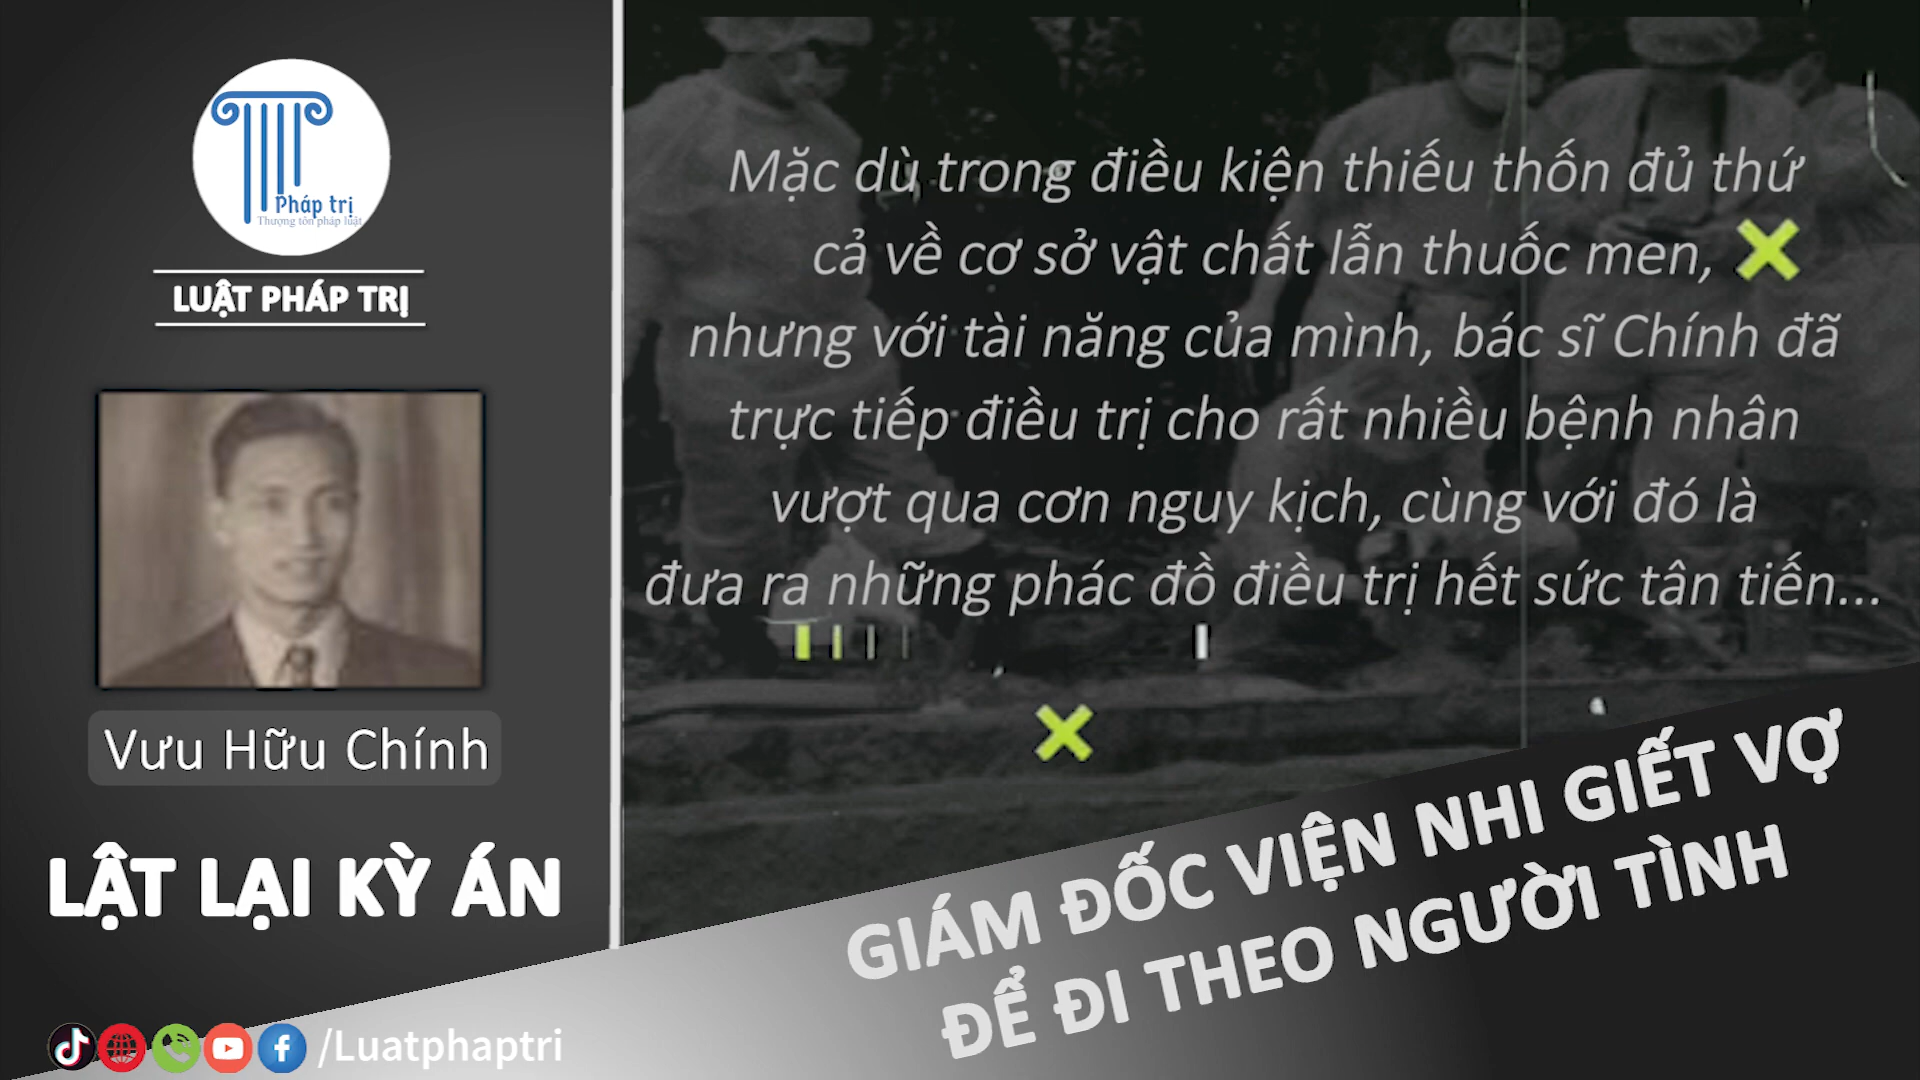 Pháp trị
Thượng tôn pháp luật
LUẬT PHÁP TRỊ
Vưu Hữu Chính
LẬT LẠI KỲ ÁN
Mặc dù trong điều kiện thiếu thốn đủ thứ
cả về cơ sở vật chất lẫn thuốc men,
nhưng với tài năng của mình, bác sĩ Chính đã
trực tiếp điều trị cho rất nhiều bệnh nhân
vượt qua cơn nguy kịch, cùng với đó là
đưa ra những phác đồ điều trị hết sức tân tiến...
GIÁM ĐỐC VIỆN NHI GIẾT VỢ
ĐỂ ĐI THEO NGƯỜI TÌNH
/Luatphaptri